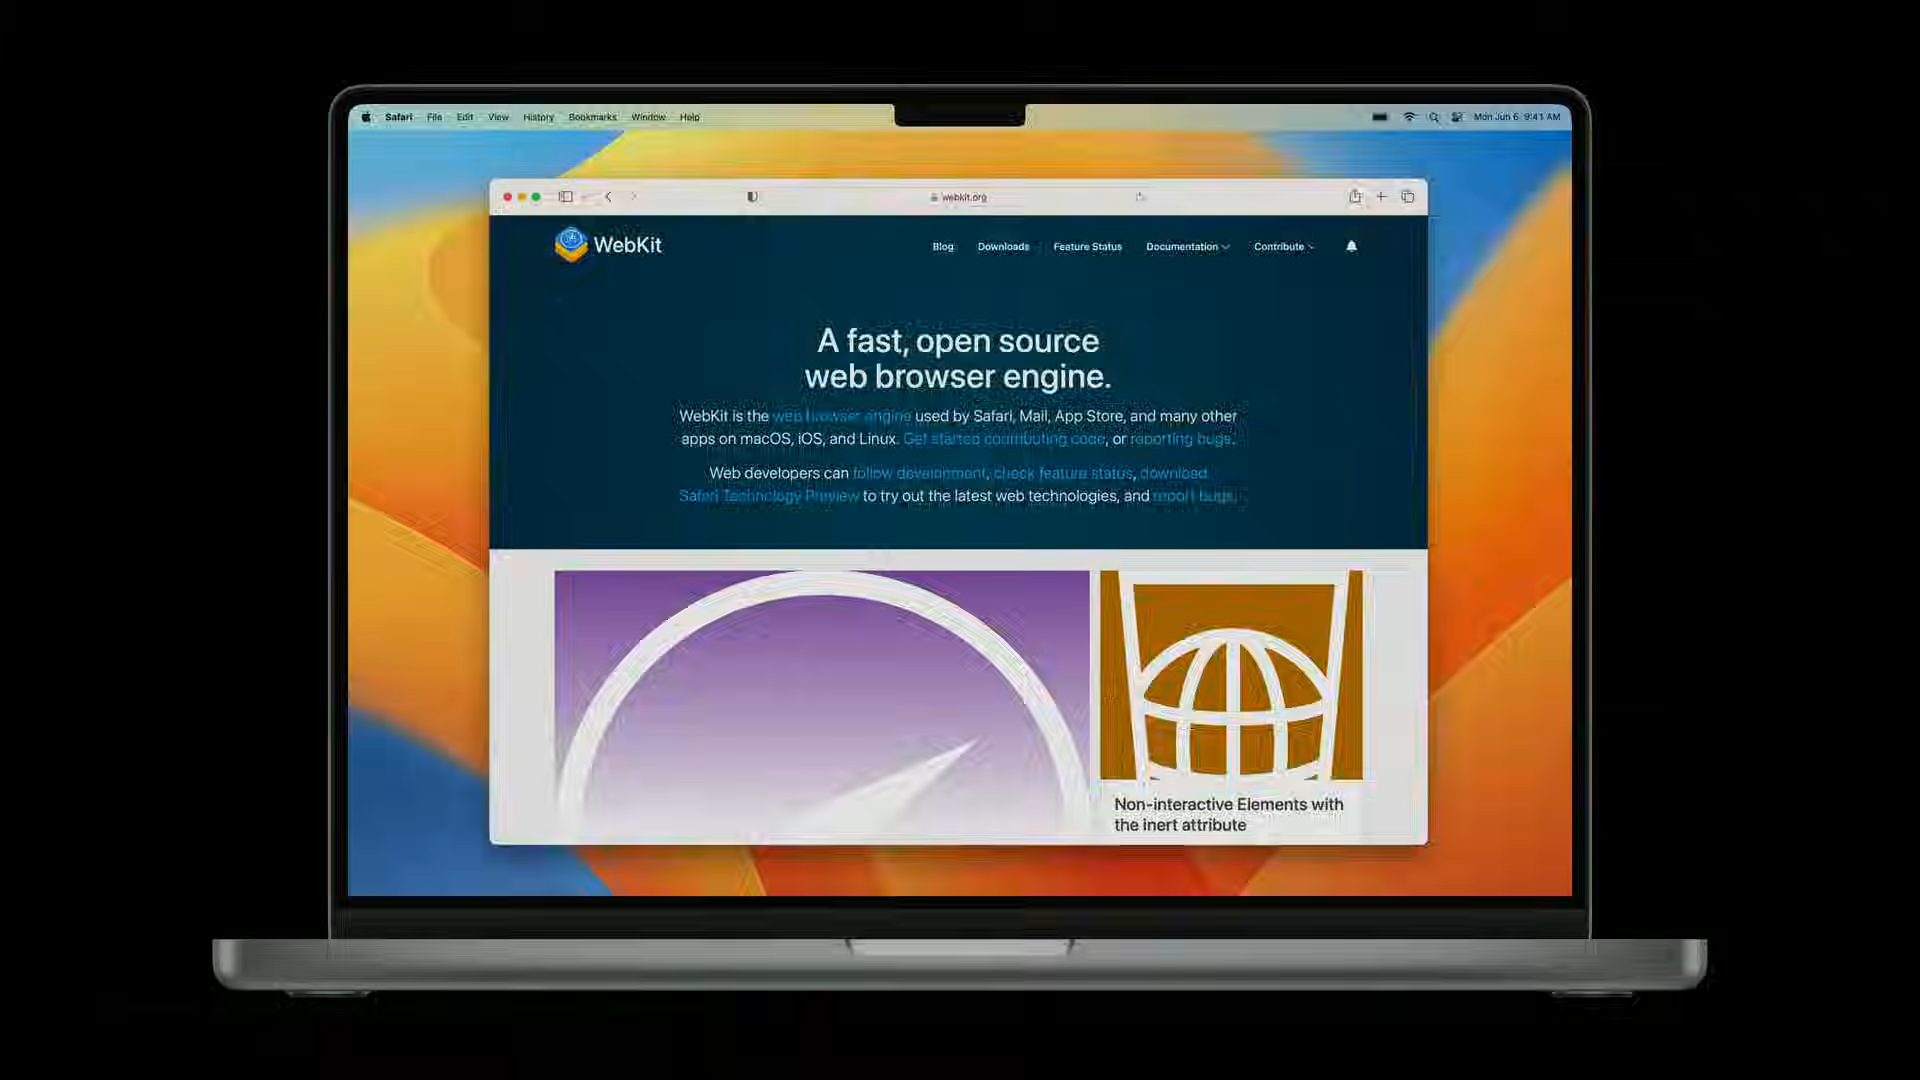 Safari File Edit View History Bookmarks Window Help
Mon Jun 6 9:41 AM
webkit.org
WebKit
Blog Downloads Feature Status Documentation Contribute
A fast, open source
web browser engine.
WebKit is the web browser engine used by Safari, Mail, App Store, and many other
apps on macOS, iOS, and Linux. Get started contributing code, or reporting bugs.
Web developers can follow development, check feature status, download
Safari Technology Preview to try out the latest web technologies, and report bugs.
Non-interactive Elements with
the inert attribute